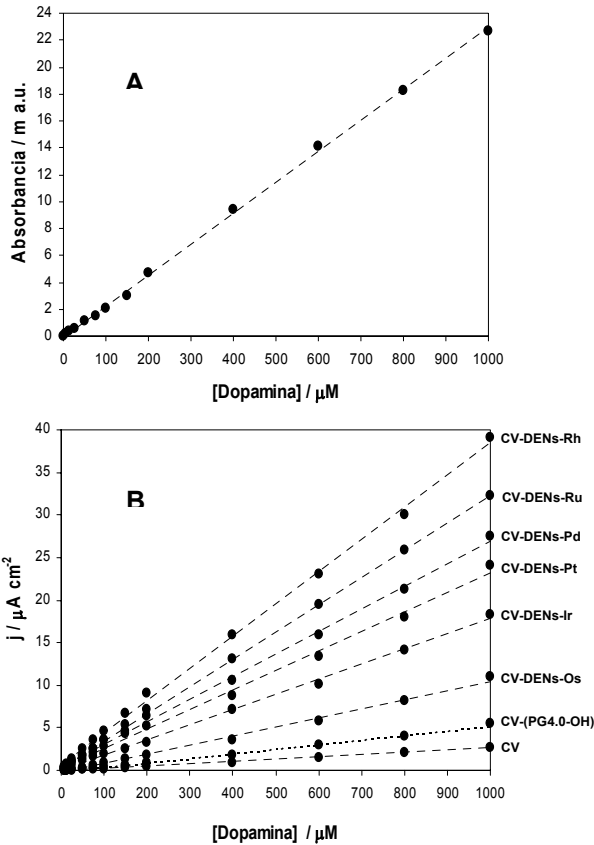 24
22
20
18
16
14
12
10
8
6
4
2
0
A
Absorbancia / m a.u.
0 100 200 300 400 500 600 700 800 900 1000
[Dopamina] / μM
40
35
30
25
20
15
10
5
0
B
j / μA cm⁻²
CV-DENs-Rh
CV-DENs-Ru
CV-DENs-Pd
CV-DENs-Pt
CV-DENs-Ir
CV-DENs-Os
CV-(PG4.0-OH)
CV
0 100 200 300 400 500 600 700 800 900 1000
[Dopamina] / μM